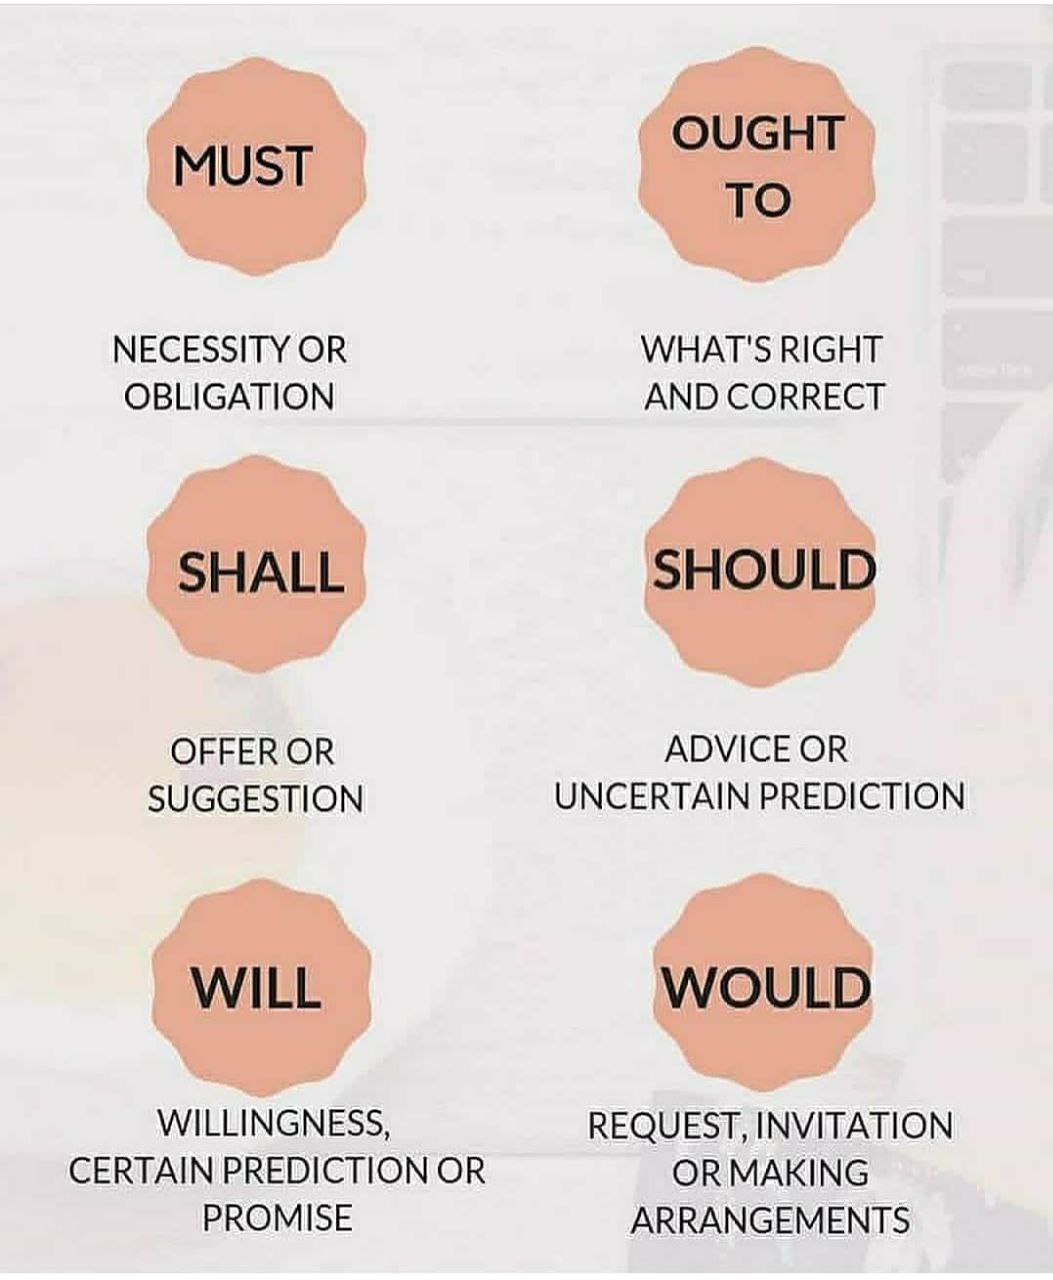 MUST
NECESSITY OR
OBLIGATION
OUGHT
TO
WHAT'S RIGHT
AND CORRECT
SHALL
OFFER OR
SUGGESTION
SHOULD
ADVICE OR
UNCERTAIN PREDICTION
WILL
WILLINGNESS,
CERTAIN PREDICTION OR
PROMISE
WOULD
REQUEST, INVITATION
OR MAKING
ARRANGEMENTS